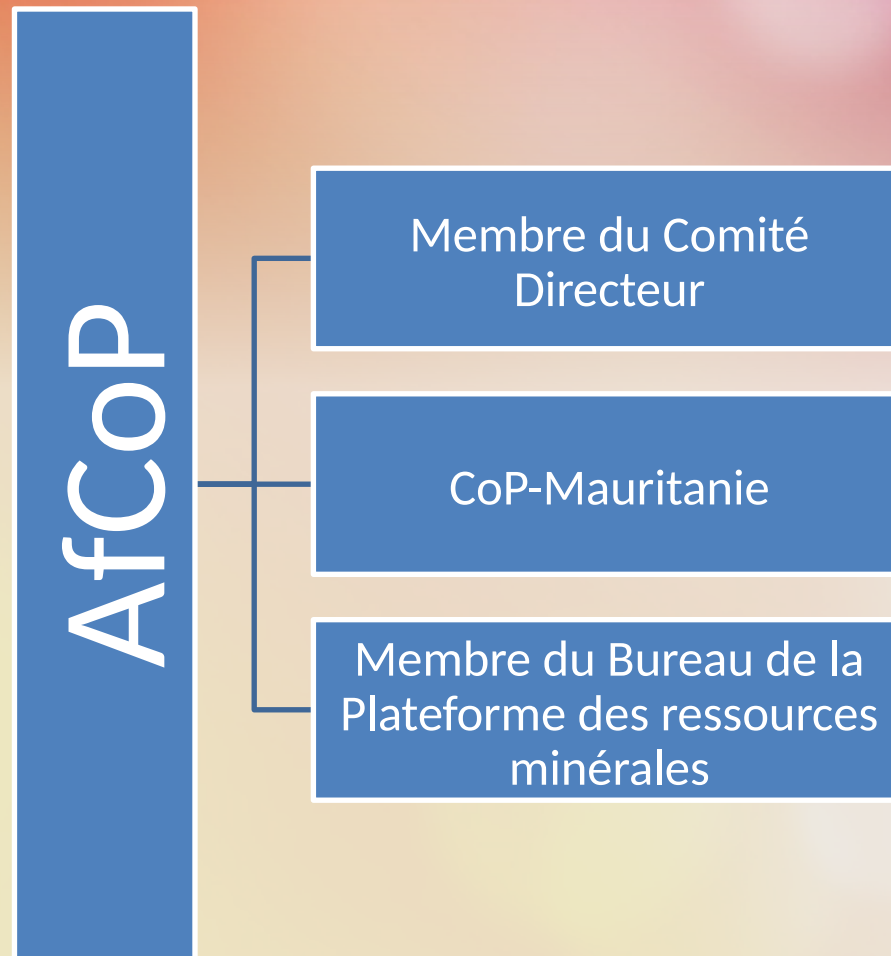 AfCoP
Membre du Comité
Directeur
CoP-Mauritanie
Membre du Bureau de la
Plateforme des ressources
minérales